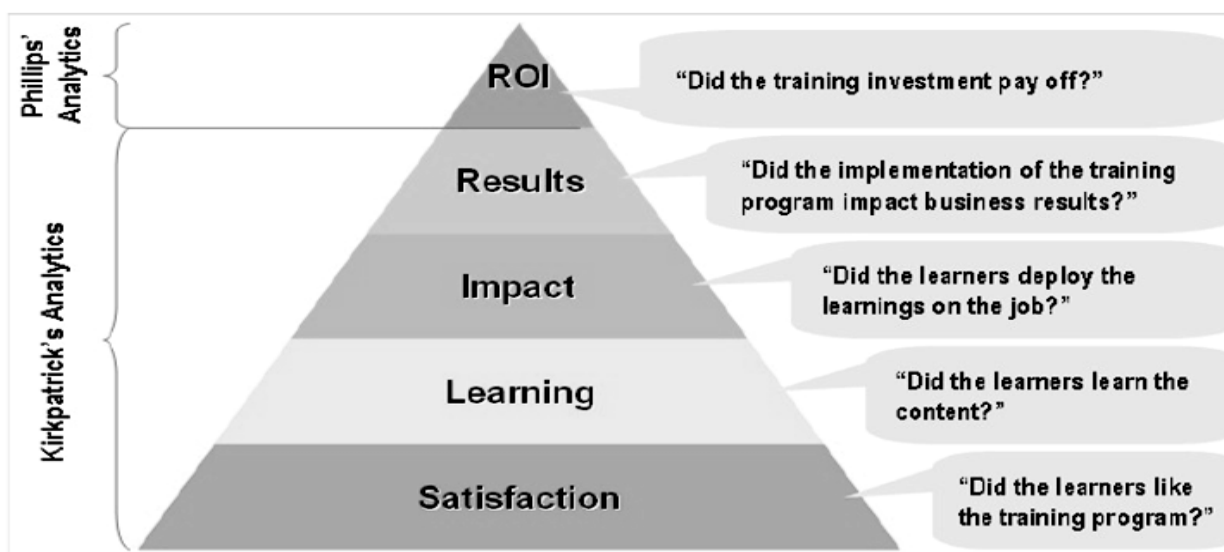 Phillips'
Analytics
ROI
“Did the training investment pay off?”
Kirkpatrick's Analytics
Results
“Did the implementation of the training
program impact business results?”
Impact
“Did the learners deploy the
learnings on the job?”
Learning
“Did the learners learn the
content?”
Satisfaction
“Did the learners like
the training program?”